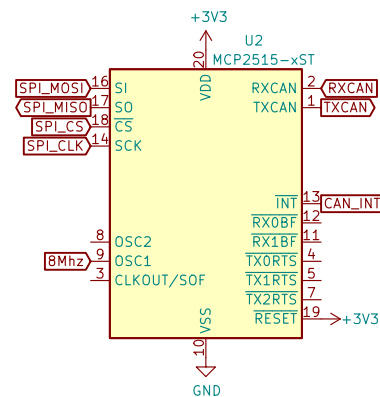 +3V3
U2
MCP2515-xST
20
VDD
SPI_MOSI 16 SI
SPI_MISO 17 SO
SPI_CS 18 CS
SPI_CLK 14 SCK
RXCAN 2 RXCAN
TXCAN 1 TXCAN
INT 13 CAN_INT
RX0BF 12
8 OSC2
RX1BF 11
8Mhz 9 OSC1
TX0RTS 4
3 CLKOUT/SOF
TX1RTS 5
TX2RTS 7
RESET 19 +3V3
VSS
10
GND